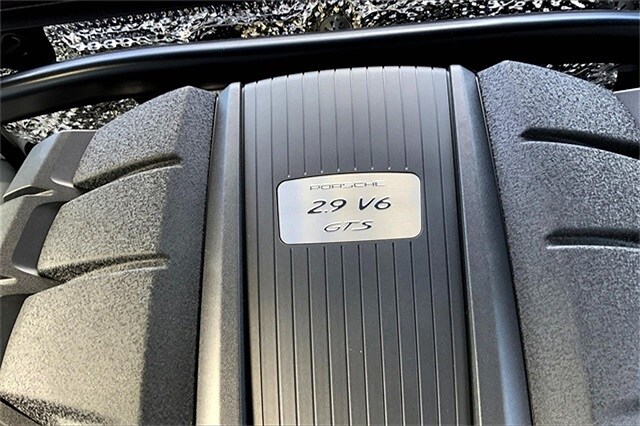 PORSCHE
2.9 V6
GTS